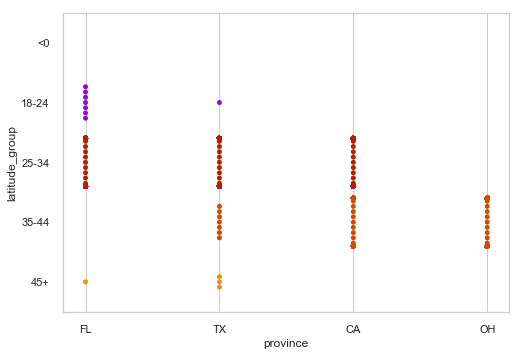 <0
18-24
25-34
35-44
45+
latitude_group
FL TX CA OH
province